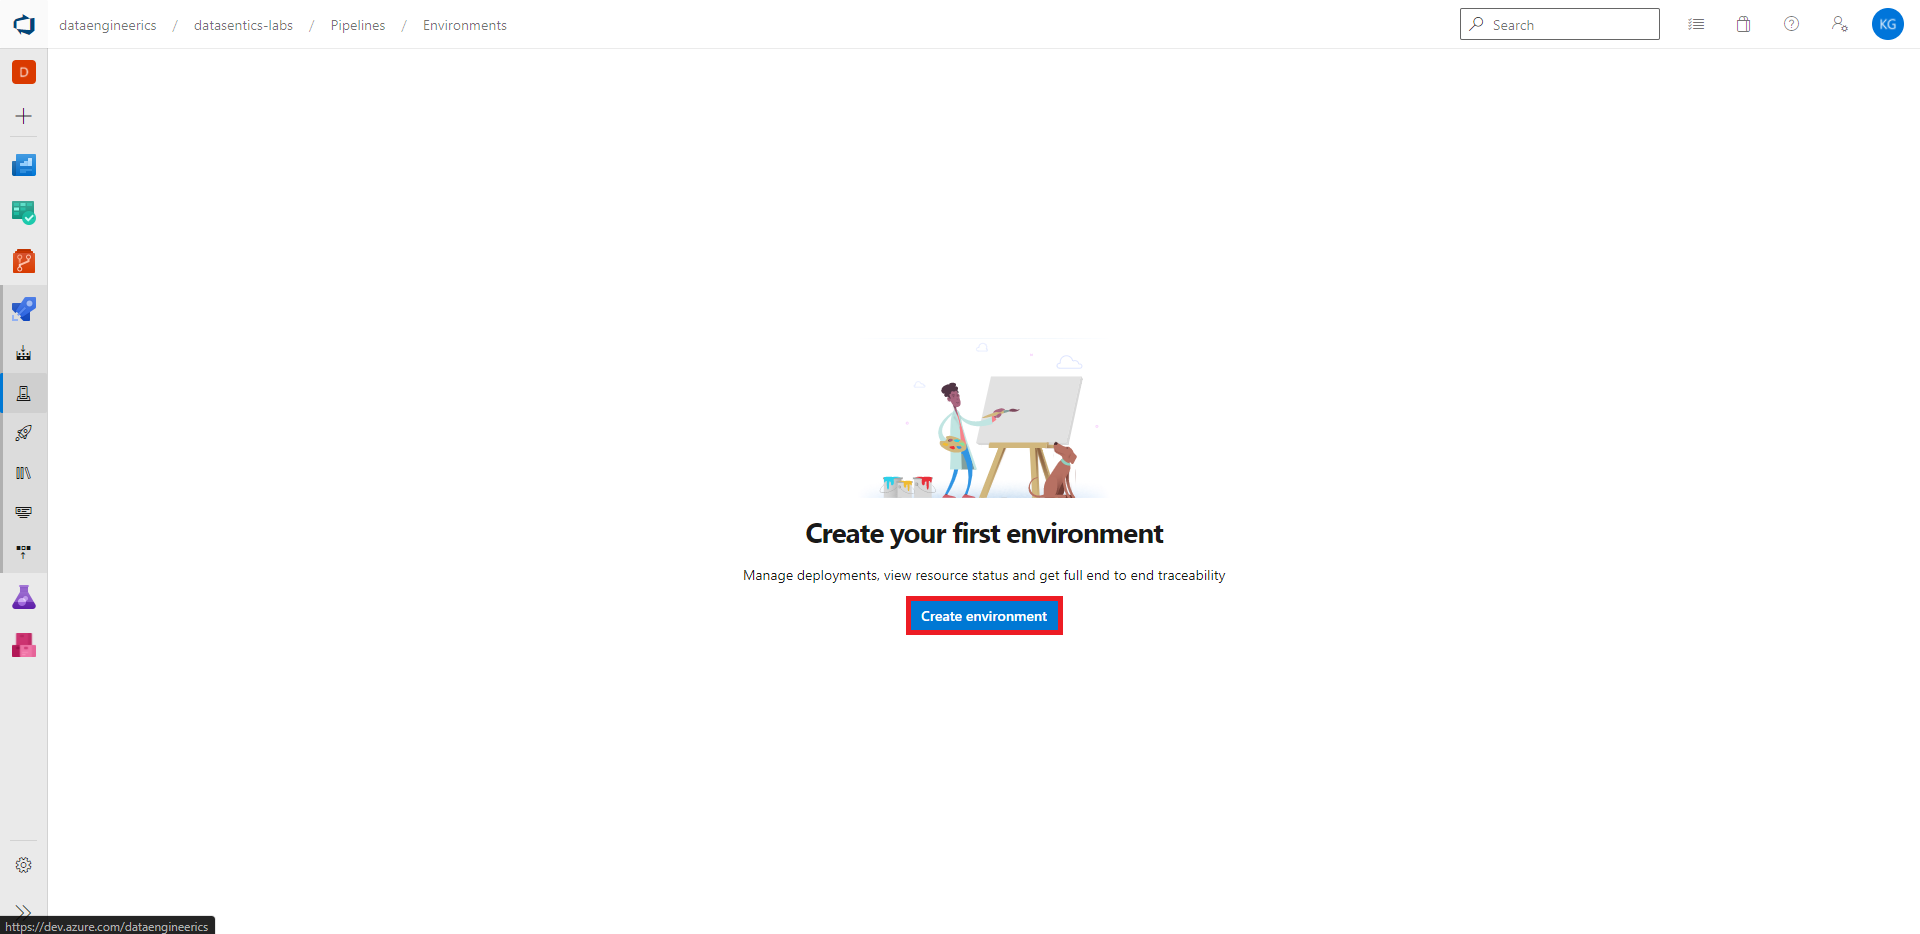 dataengineerics / datasentics-labs / Pipelines / Environments
Search
KG
D
Create your first environment
Manage deployments, view resource status and get full end to end traceability
Create environment
https://dev.azure.com/dataengineerics